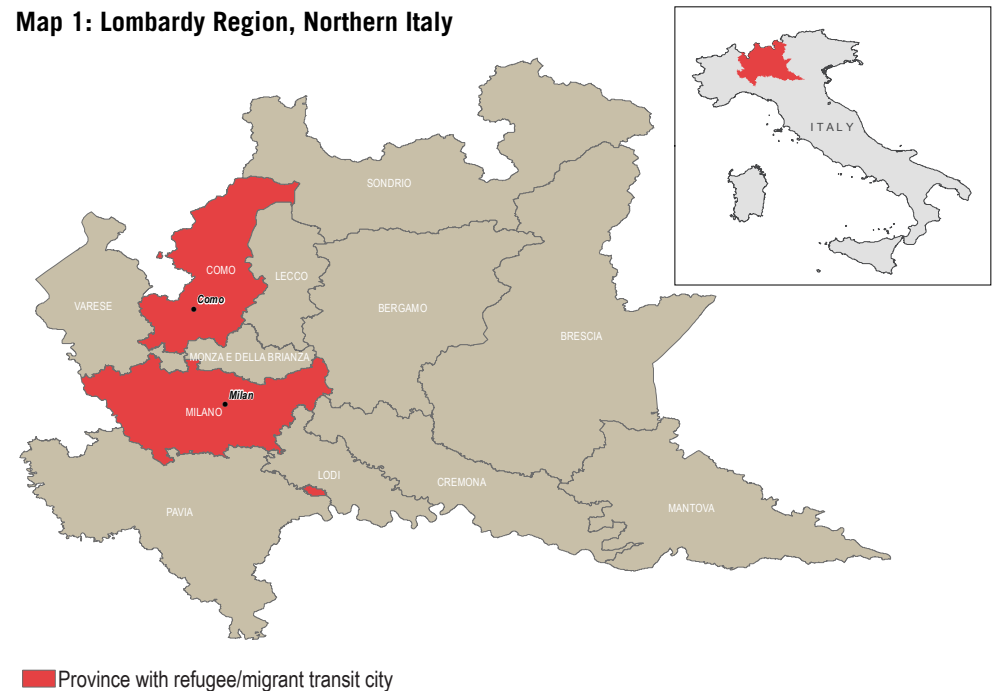 Map 1: Lombardy Region, Northern Italy
ITALY
SONDRIO
COMO
LECCO
Como
VARESE
BERGAMO
BRESCIA
MONZA E DELLA BRIANZA
Milan
MILANO
LODI
CREMONA
PAVIA
MANTOVA
Province with refugee/migrant transit city